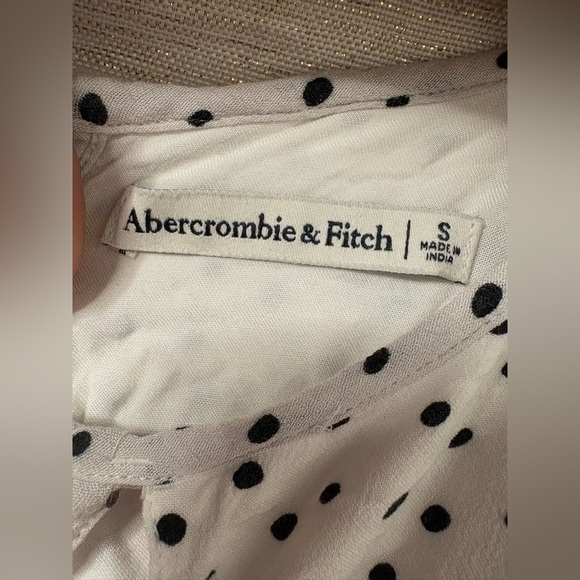 Abercrombie & Fitch
S
MADE IN
INDIA